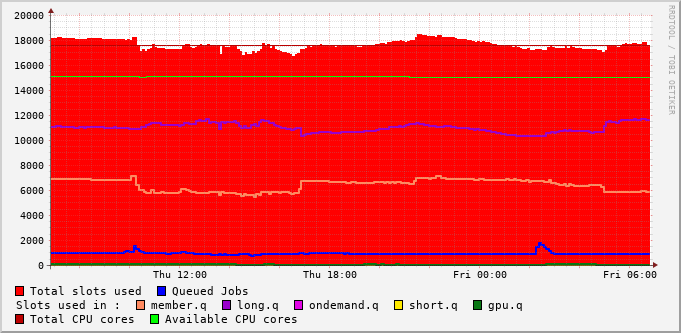 RRDTOOL / TOBI OETIKER
20000
18000
16000
14000
12000
10000
8000
6000
4000
2000
0
Thu 12:00 Thu 18:00 Fri 00:00 Fri 06:00
Total slots used Queued Jobs
Slots used in : member.q long.q ondemand.q short.q gpu.q
Total CPU cores Available CPU cores